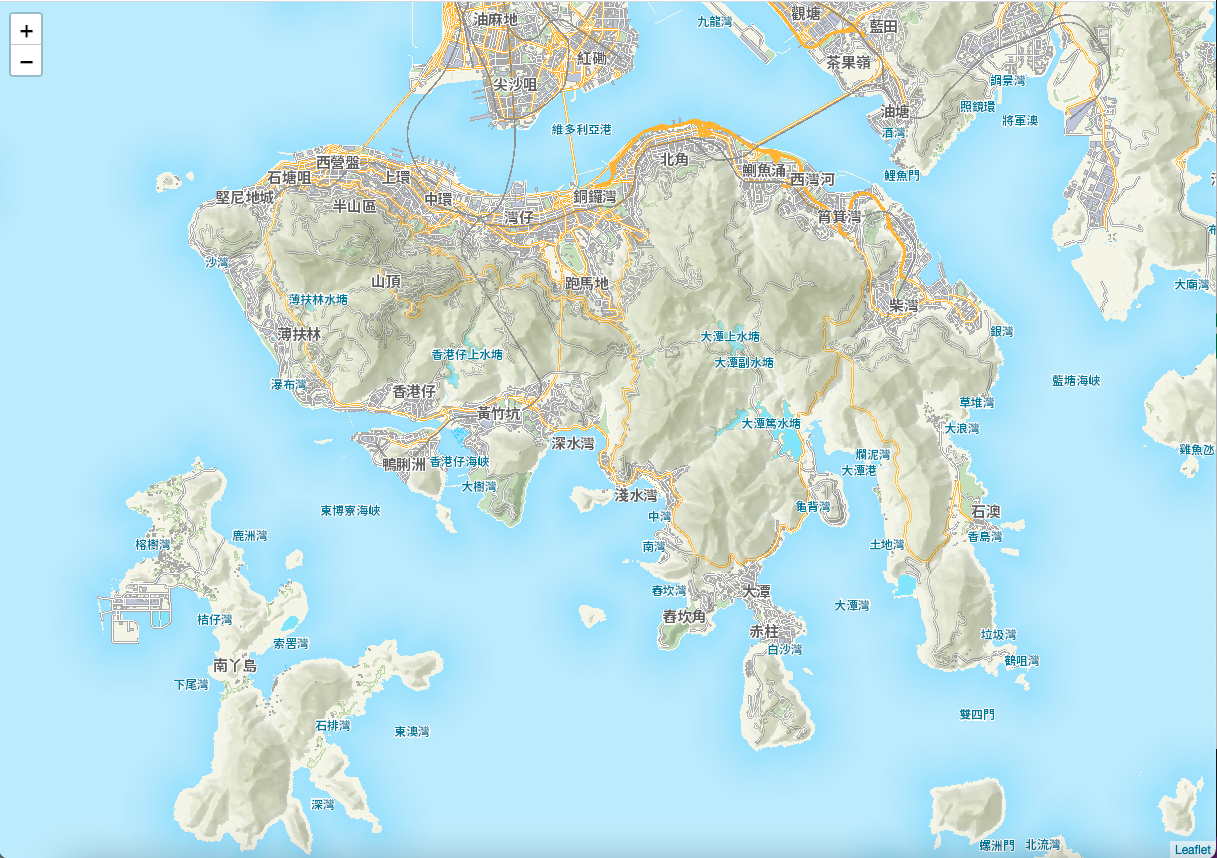 +
−
油麻地
九龍灣
觀塘
藍田
紅磡
茶果嶺
尖沙咀
調景灣
照鏡環
將軍澳
油塘
酒灣
維多利亞港
鯉魚門
西營盤
北角
石塘咀
上環
鰂魚涌
西灣河
堅尼地城
半山區
中環
銅鑼灣
灣仔
筲箕灣
沙灣
山頂
跑馬地
大廟灣
薄扶林水塘
柴灣
銀灣
薄扶林
大潭上水塘
香港仔上水塘
大潭副水塘
瀑布灣
藍塘海峽
香港仔
草堆灣
黃竹坑
大潭篤水塘
大浪灣
深水灣
雞魚氹
爛泥灣
鴨脷洲
香港仔海峽
大潭港
大樹灣
淺水灣
東博寮海峽
龜背灣
石澳
中灣
鹿洲灣
香島灣
榕樹灣
南灣
土地灣
舂坎灣
大潭
大潭灣
桔仔灣
舂坎角
赤柱
垃圾灣
索罟灣
白沙灣
南丫島
鶴咀灣
下尾灣
雙四門
石排灣
東澳灣
深灣
螺洲門
北流灣
Leaflet